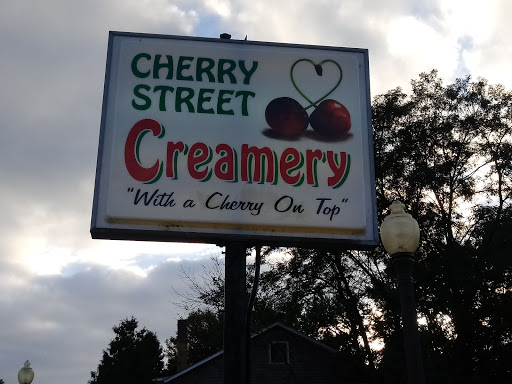 CHERRY
STREET
Creamery
"With a Cherry On Top"